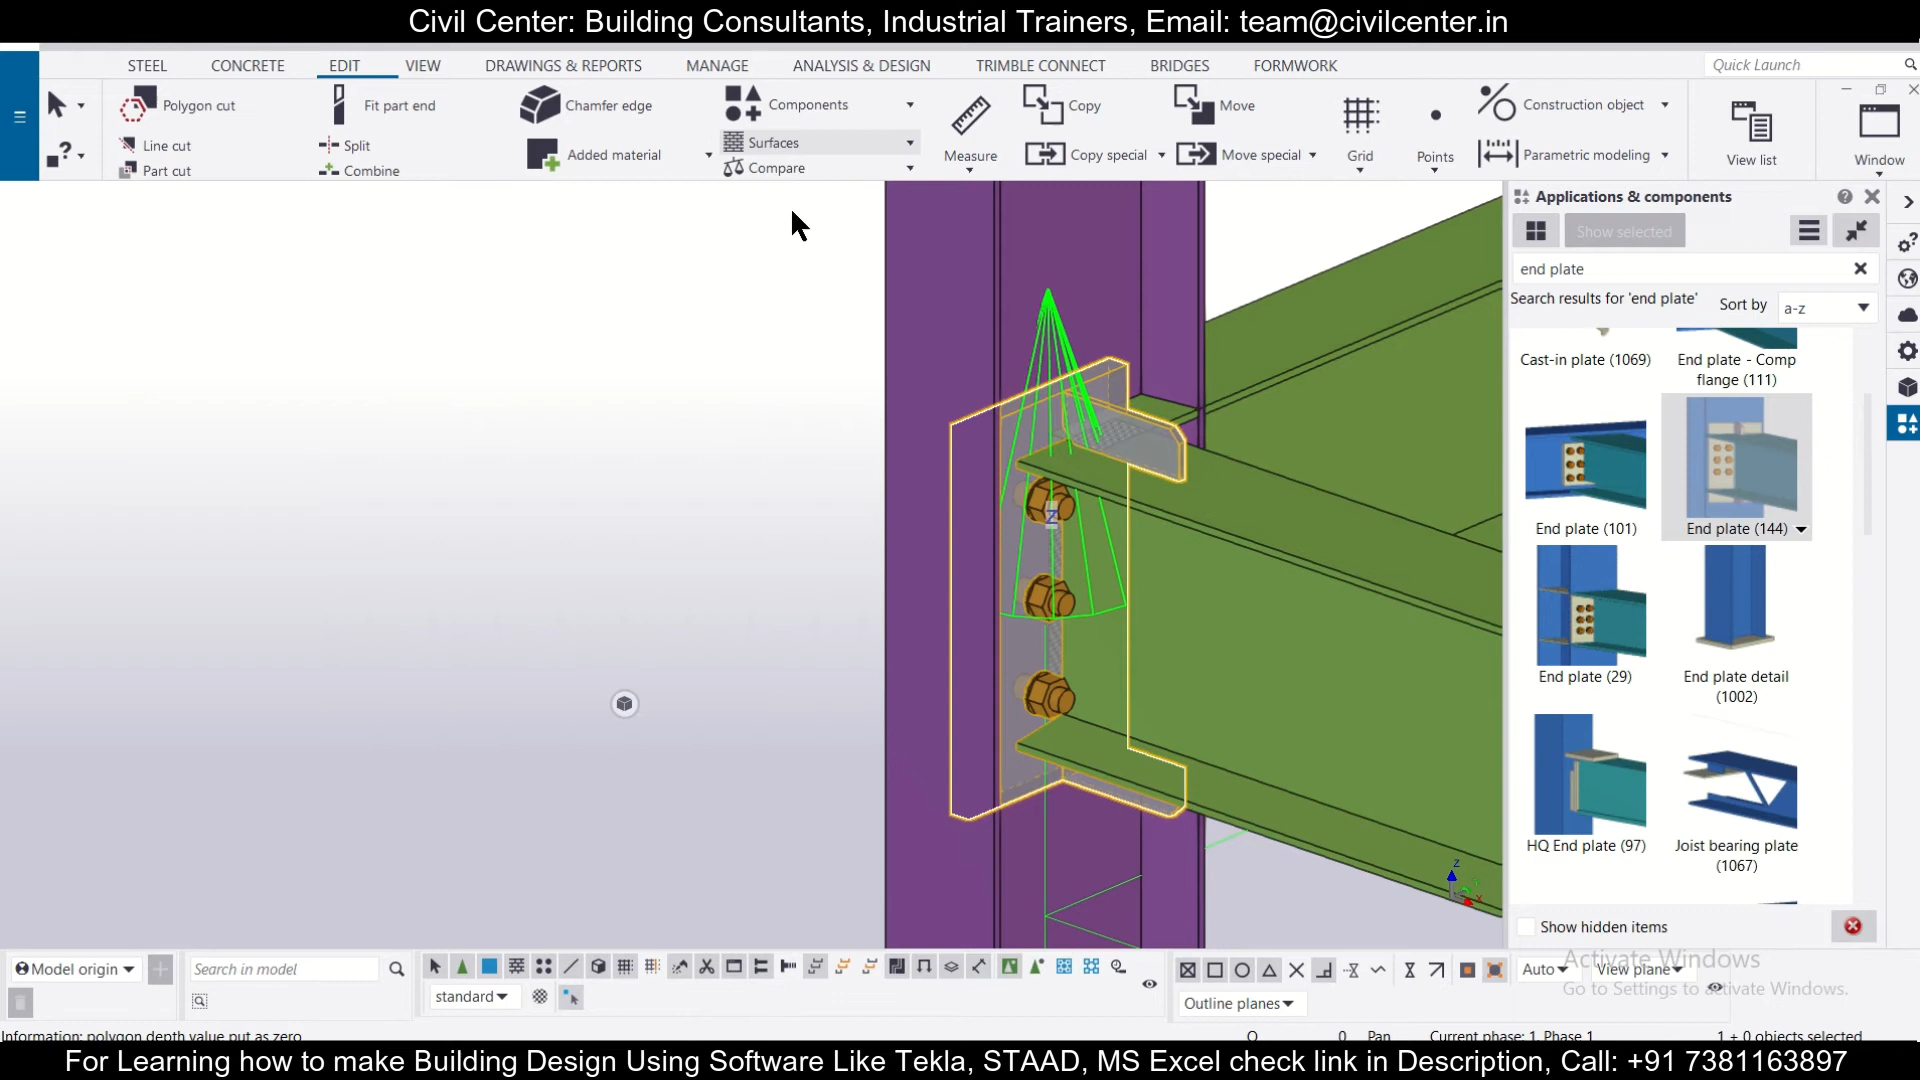 Civil Center: Building Consultants, Industrial Trainers, Email: team@civilcenter.in
STEEL CONCRETE EDIT VIEW DRAWINGS & REPORTS MANAGE ANALYSIS & DESIGN TRIMBLE CONNECT BRIDGES FORMWORK Quick Launch
Polygon cut Fit part end Chamfer edge Components Copy Move Construction object
Line cut Split Added material Surfaces Measure Copy special Move special Grid Points Parametric modeling View list Window
Part cut Combine Compare
Applications & components
Show selected
end plate
Search results for 'end plate' Sort by a-z
Cast-in plate (1069) End plate - Comp
flange (111)
End plate (101) End plate (144)
End plate (29) End plate detail
(1002)
HQ End plate (97) Joist bearing plate
(1067)
Z
z
x
Show hidden items
Activate Windows
Go to Settings to activate Windows.
Model origin Search in model Auto View plane
standard Outline planes
Information: polygon depth value put as zero O 0 Pan Current phase: 1, Phase 1 1 + 0 objects selected
For Learning how to make Building Design Using Software Like Tekla, STAAD, MS Excel check link in Description, Call: +91 7381163897